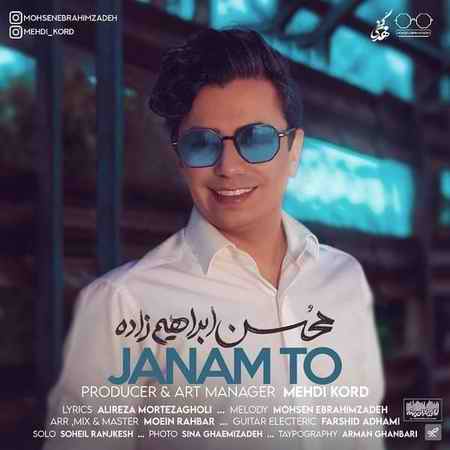 MOHSENEBRAHIMZADEH
MEHDI_KORD
محسن ابراهیم زاده
JANAM TO
PRODUCER & ART MANAGER MEHDI KORD
LYRICS ALIREZA MORTEZAGHOLI ... MELODY MOHSEN EBRAHIMZADEH
ARR ,MIX & MASTER MOEIN RAHBAR ... GUITAR ELECTERIC FARSHID ADHAMI
SOLO SOHEIL RANJKESH ... PHOTO SINA GHAEMIZADEH ... TAYPOGRAPHY ARMAN GHANBARI